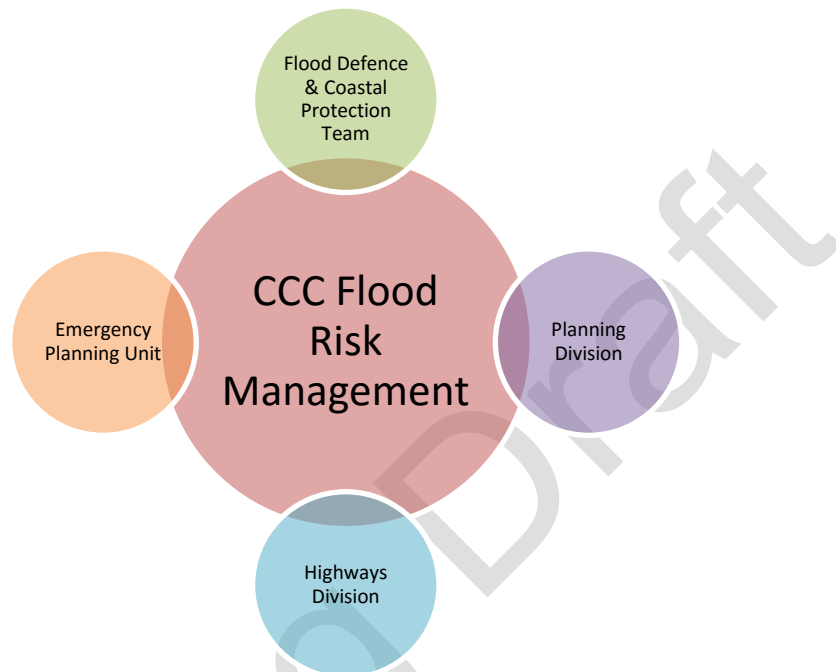 Flood Defence
& Coastal
Protection
Team
CCC Flood
Risk
Management
Emergency
Planning Unit
Planning
Division
Highways
Division
Draft